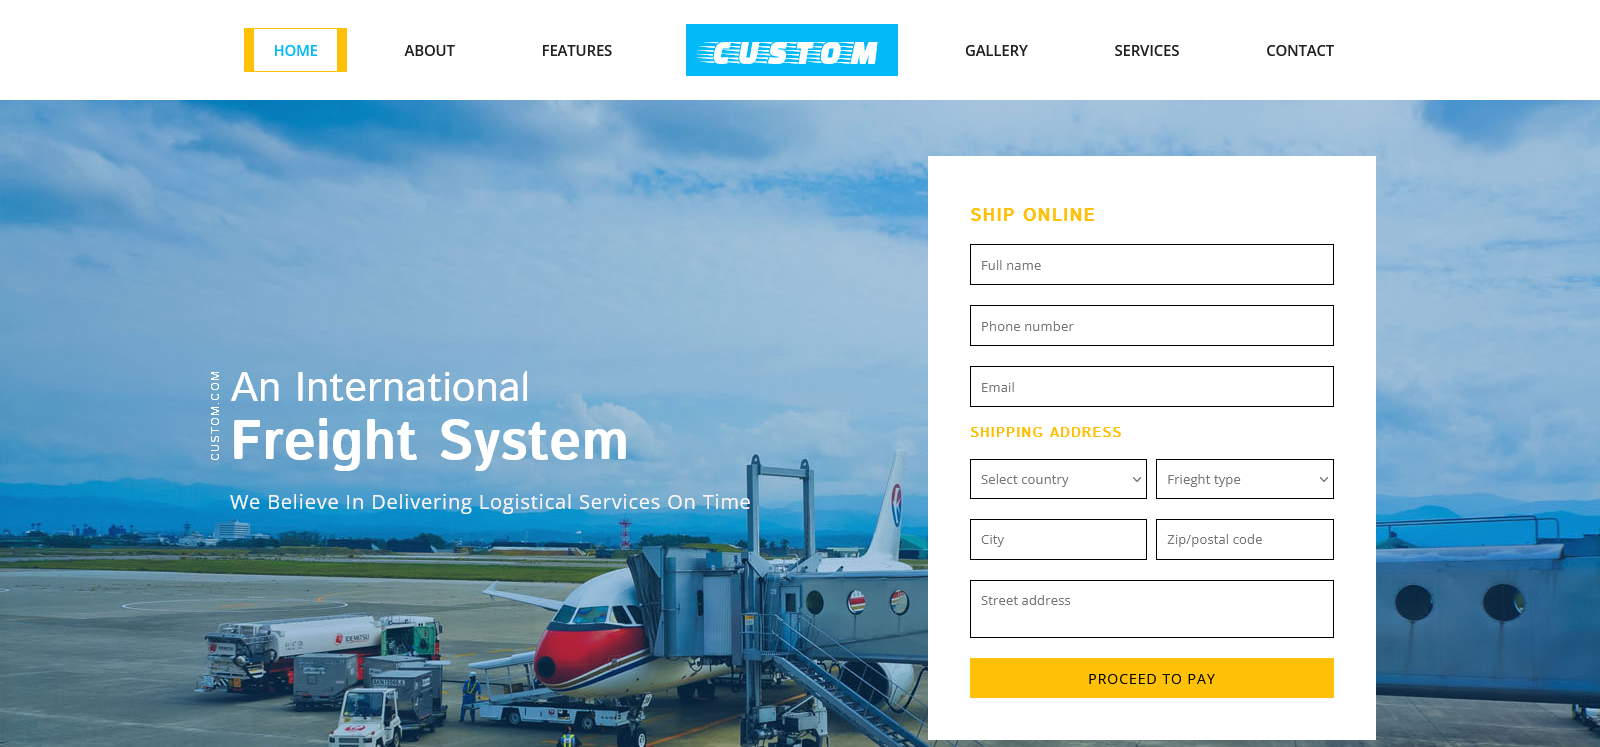 HOME
ABOUT
FEATURES
CUSTOM
GALLERY
SERVICES
CONTACT
CUSTOM.COM
An International
Freight System
We Believe In Delivering Logistical Services On Time
SHIP ONLINE
Full name
Phone number
Email
SHIPPING ADDRESS
Select country
Frieght type
City
Zip/postal code
Street address
PROCEED TO PAY
IDEMITSU
IDEMITSU